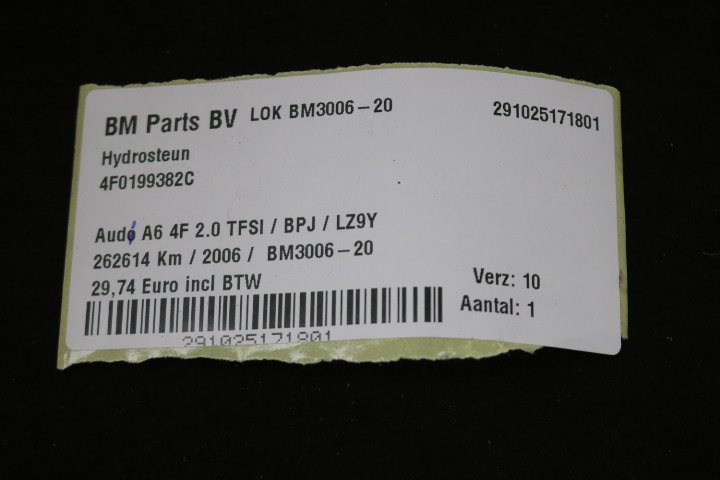 BM Parts BV LOK BM3006-20 291025171801
Hydrosteun
4F0199382C
Audi A6 4F 2.0 TFSI / BPJ / LZ9Y
262614 Km / 2006 / BM3006-20
29,74 Euro incl BTW
Verz: 10
Aantal: 1
291025171801